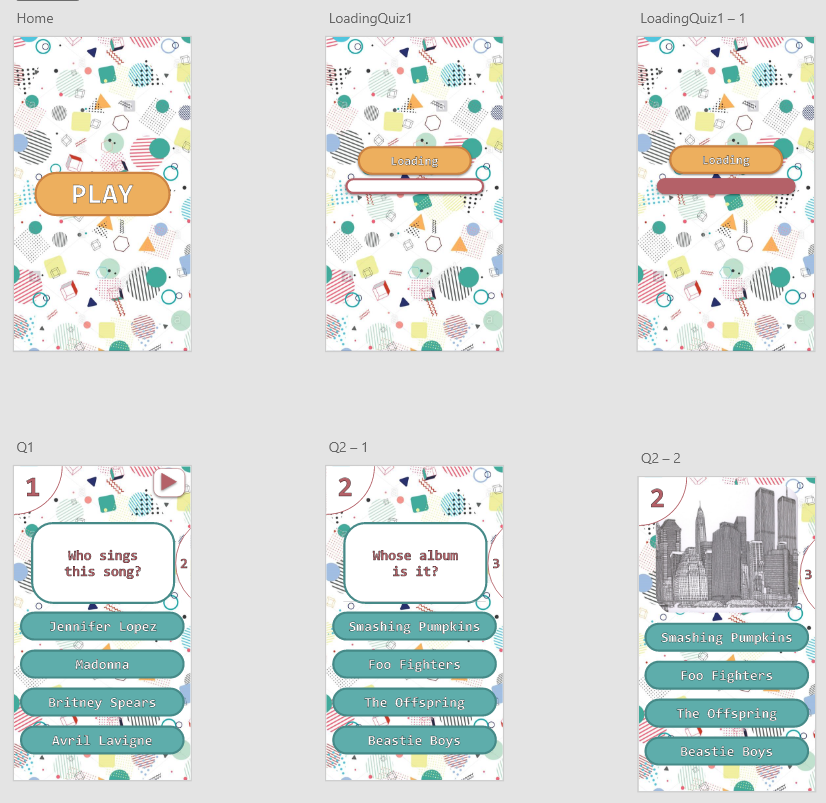 Home
LoadingQuiz1
LoadingQuiz1 – 1
PLAY
Loading
Loading
Q1
Q2 – 1
Q2 – 2
1
Who sings
this song?
2
Jennifer Lopez
Madonna
Britney Spears
Avril Lavigne
2
Whose album
is it?
3
Smashing Pumpkins
Foo Fighters
The Offspring
Beastie Boys
2
3
Smashing Pumpkins
Foo Fighters
The Offspring
Beastie Boys